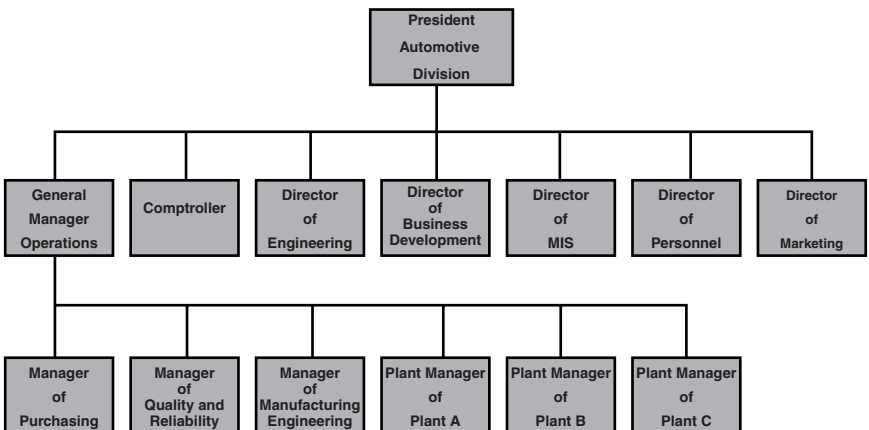 President
Automotive
Division
General
Manager
Operations
Comptroller
Director
of
Engineering
Director
of
Business
Development
Director
of
MIS
Director
of
Personnel
Director
of
Marketing
Manager
of
Purchasing
Manager
of
Quality and
Reliability
Manager
of
Manufacturing
Engineering
Plant Manager
of
Plant A
Plant Manager
of
Plant B
Plant Manager
of
Plant C